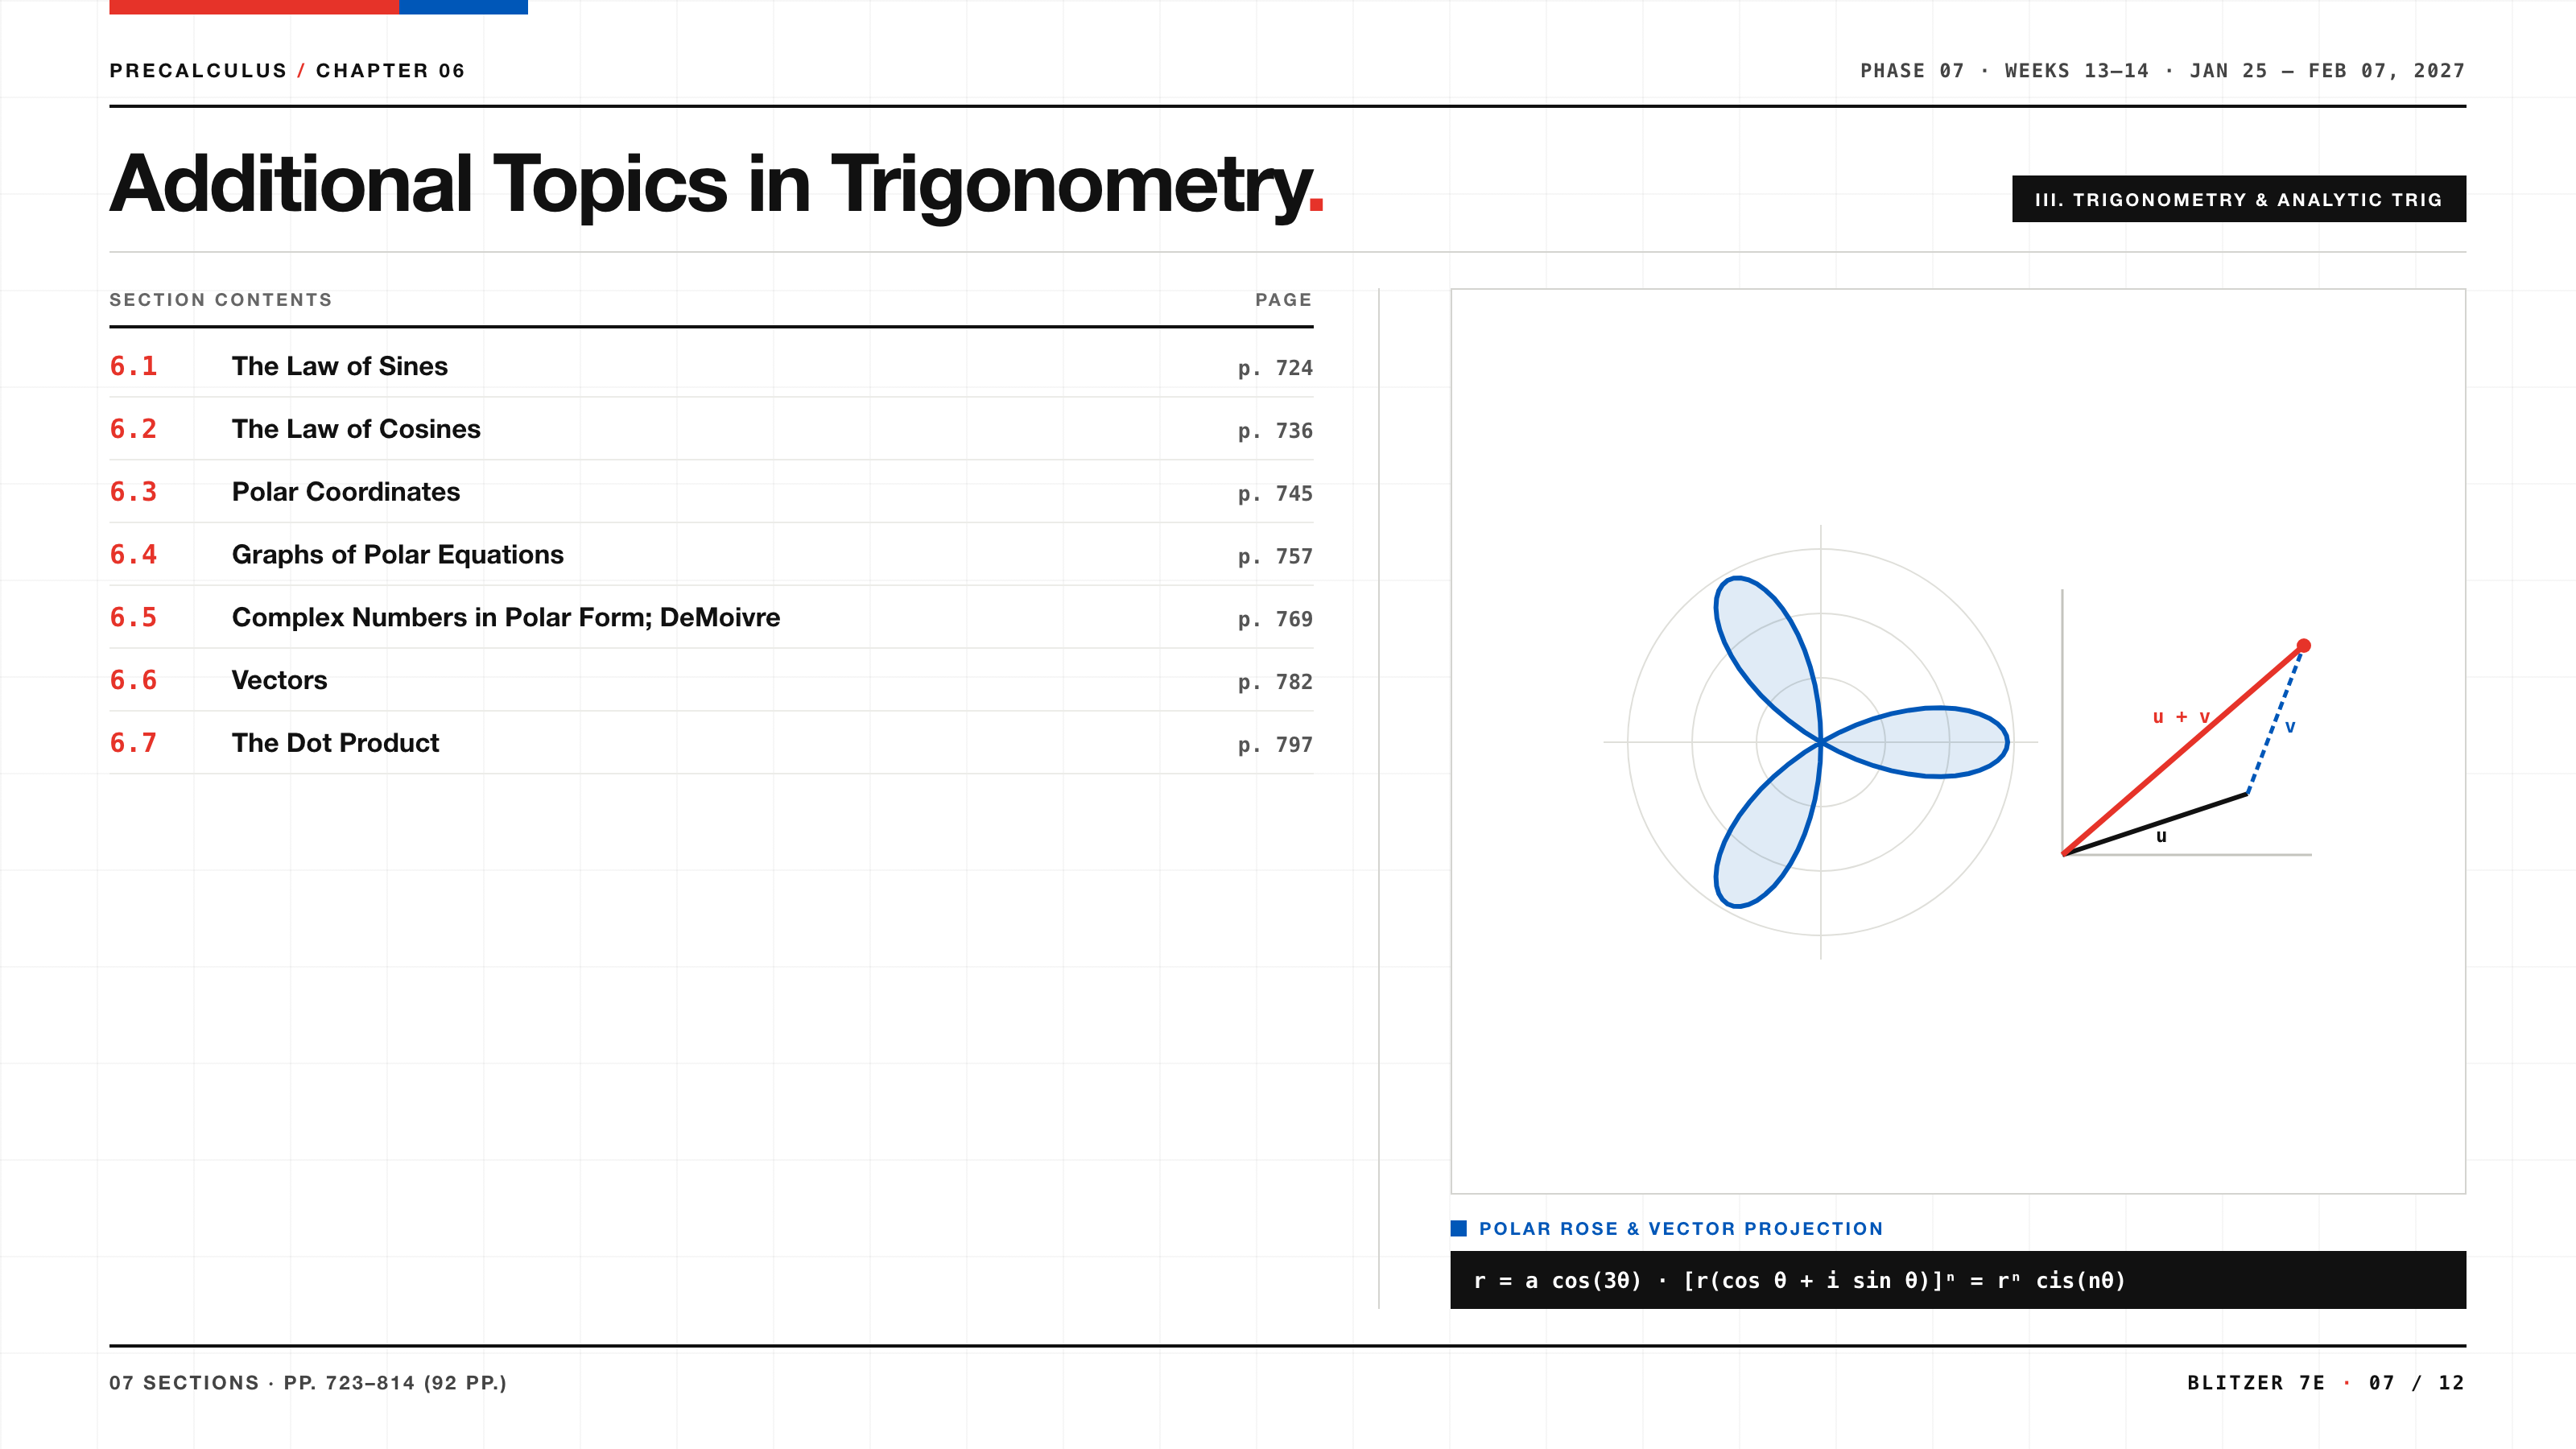 PRECALCULUS / CHAPTER 06
PHASE 07 · WEEKS 13–14 · JAN 25 – FEB 07, 2027
Additional Topics in Trigonometry.
III. TRIGONOMETRY & ANALYTIC TRIG
SECTION CONTENTS PAGE
6.1 The Law of Sines p. 724
6.2 The Law of Cosines p. 736
6.3 Polar Coordinates p. 745
6.4 Graphs of Polar Equations p. 757
6.5 Complex Numbers in Polar Form; DeMoivre p. 769
6.6 Vectors p. 782
6.7 The Dot Product p. 797
u + v
v
u
POLAR ROSE & VECTOR PROJECTION
r = a cos(3θ) · [r(cos θ + i sin θ)]ⁿ = rⁿ cis(nθ)
07 SECTIONS · PP. 723–814 (92 PP.)
BLITZER 7E · 07 / 12